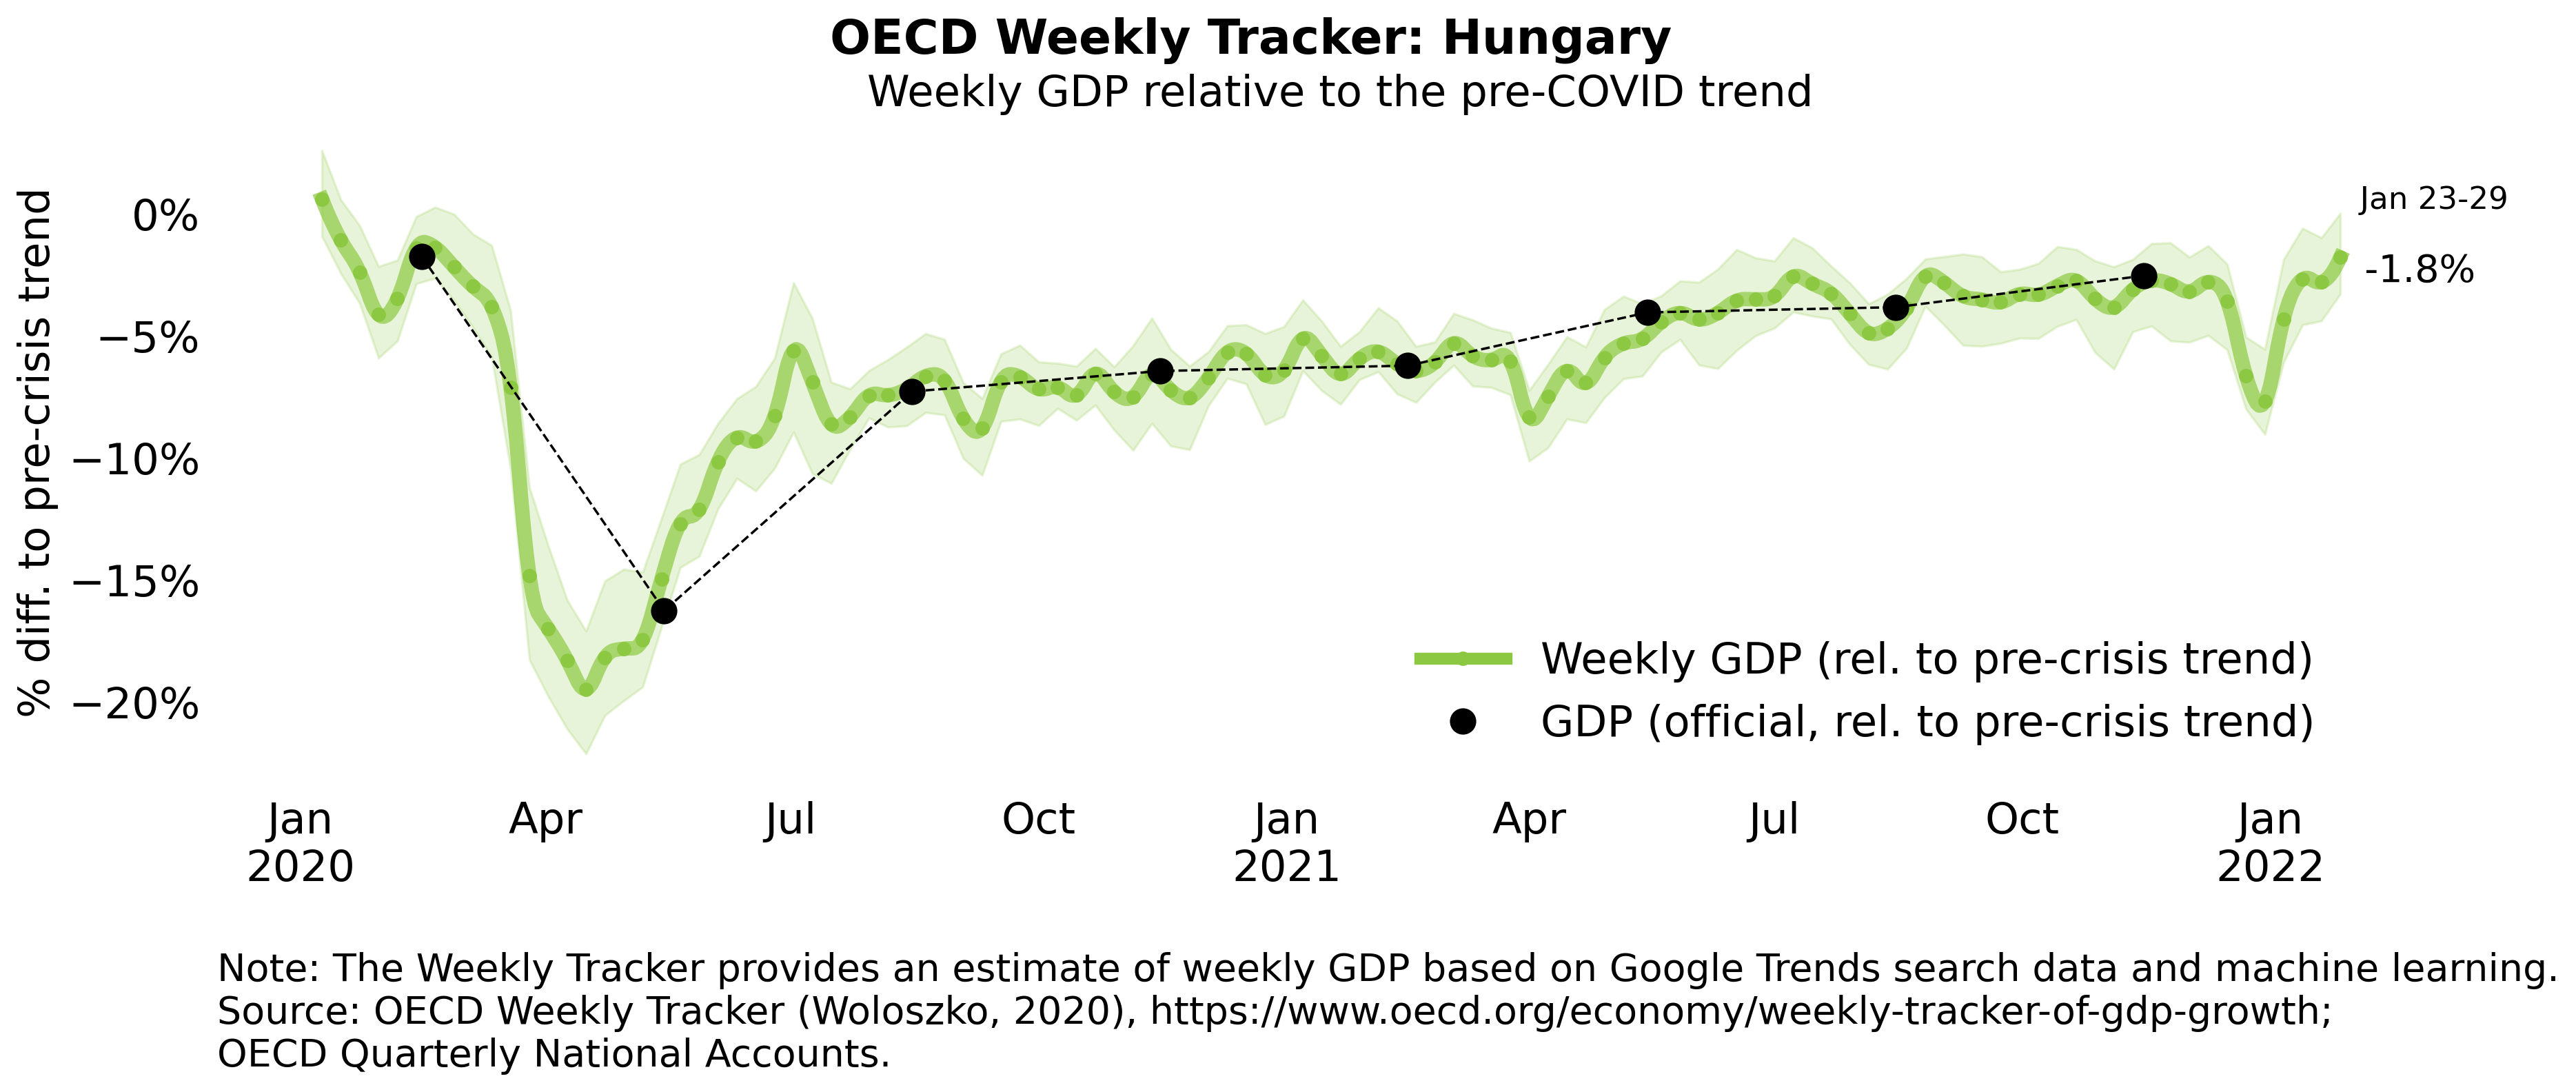 OECD Weekly Tracker: Hungary
Weekly GDP relative to the pre-COVID trend
% diff. to pre-crisis trend
0%
−5%
−10%
−15%
−20%
Jan 23-29
-1.8%
Weekly GDP (rel. to pre-crisis trend)
GDP (official, rel. to pre-crisis trend)
Jan Apr Jul Oct Jan Apr Jul Oct Jan
2020 2021 2022
Note: The Weekly Tracker provides an estimate of weekly GDP based on Google Trends search data and machine learning.
Source: OECD Weekly Tracker (Woloszko, 2020), https://www.oecd.org/economy/weekly-tracker-of-gdp-growth;
OECD Quarterly National Accounts.